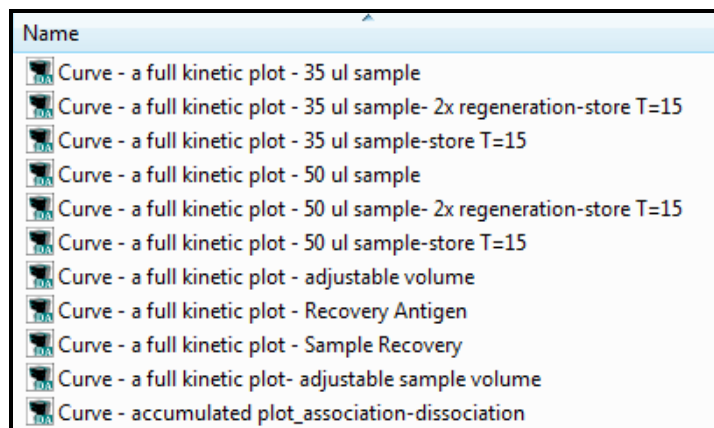 Name
Curve - a full kinetic plot - 35 ul sample
Curve - a full kinetic plot - 35 ul sample- 2x regeneration-store T=15
Curve - a full kinetic plot - 35 ul sample-store T=15
Curve - a full kinetic plot - 50 ul sample
Curve - a full kinetic plot - 50 ul sample- 2x regeneration-store T=15
Curve - a full kinetic plot - 50 ul sample-store T=15
Curve - a full kinetic plot - adjustable volume
Curve - a full kinetic plot - Recovery Antigen
Curve - a full kinetic plot - Sample Recovery
Curve - a full kinetic plot- adjustable sample volume
Curve - accumulated plot_association-dissociation